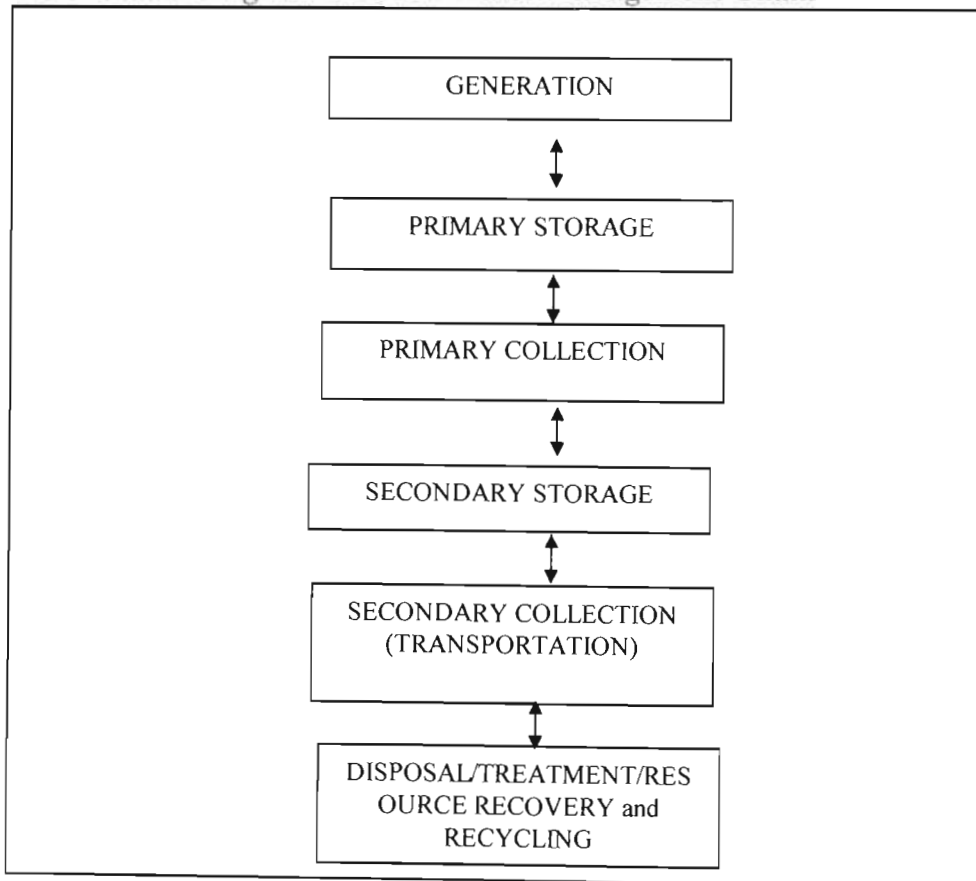 GENERATION
PRIMARY STORAGE
PRIMARY COLLECTION
SECONDARY STORAGE
SECONDARY COLLECTION
(TRANSPORTATION)
DISPOSAL/TREATMENT/RES
OURCE RECOVERY and
RECYCLING